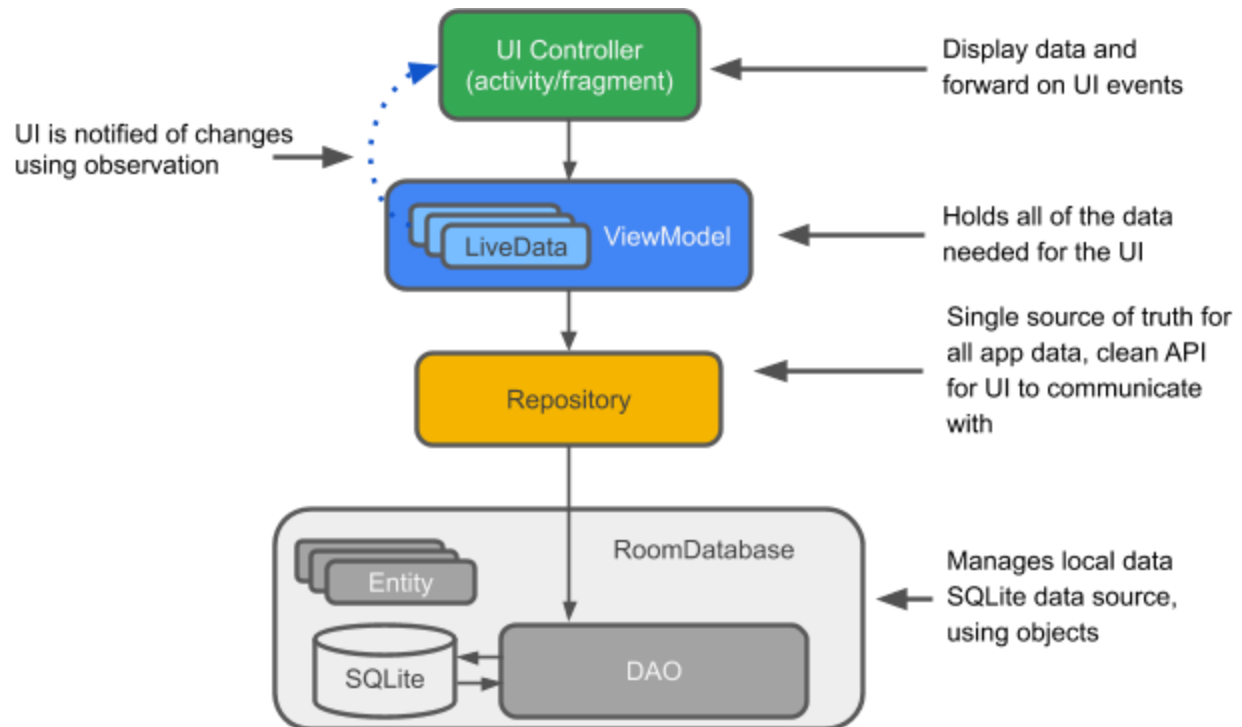 UI Controller
(activity/fragment)
Display data and
forward on UI events
UI is notified of changes
using observation
LiveData
ViewModel
Holds all of the data
needed for the UI
Repository
Single source of truth for
all app data, clean API
for UI to communicate
with
RoomDatabase
Entity
SQLite
DAO
Manages local data
SQLite data source,
using objects